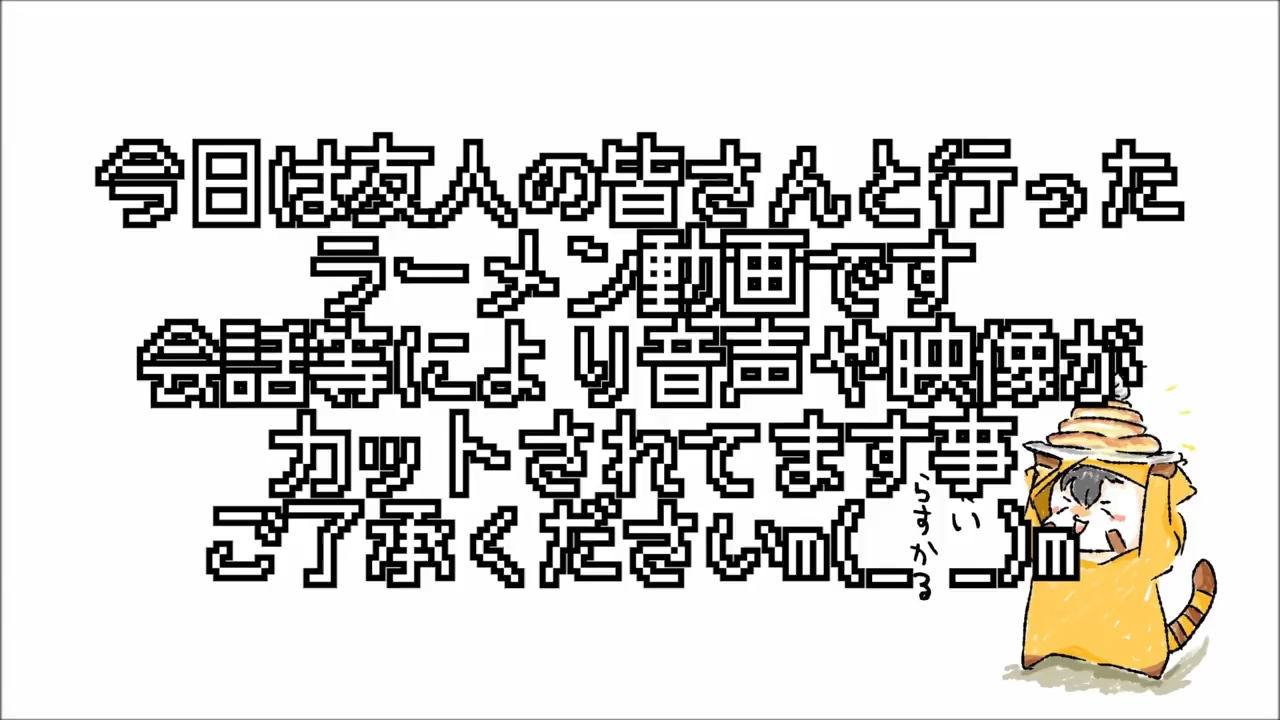 今日は友人の皆さんと行った
ラーメン動画です
会話等により音声や映像が
カットされてます事
ご了承くださいm(_ _)m
らすかる